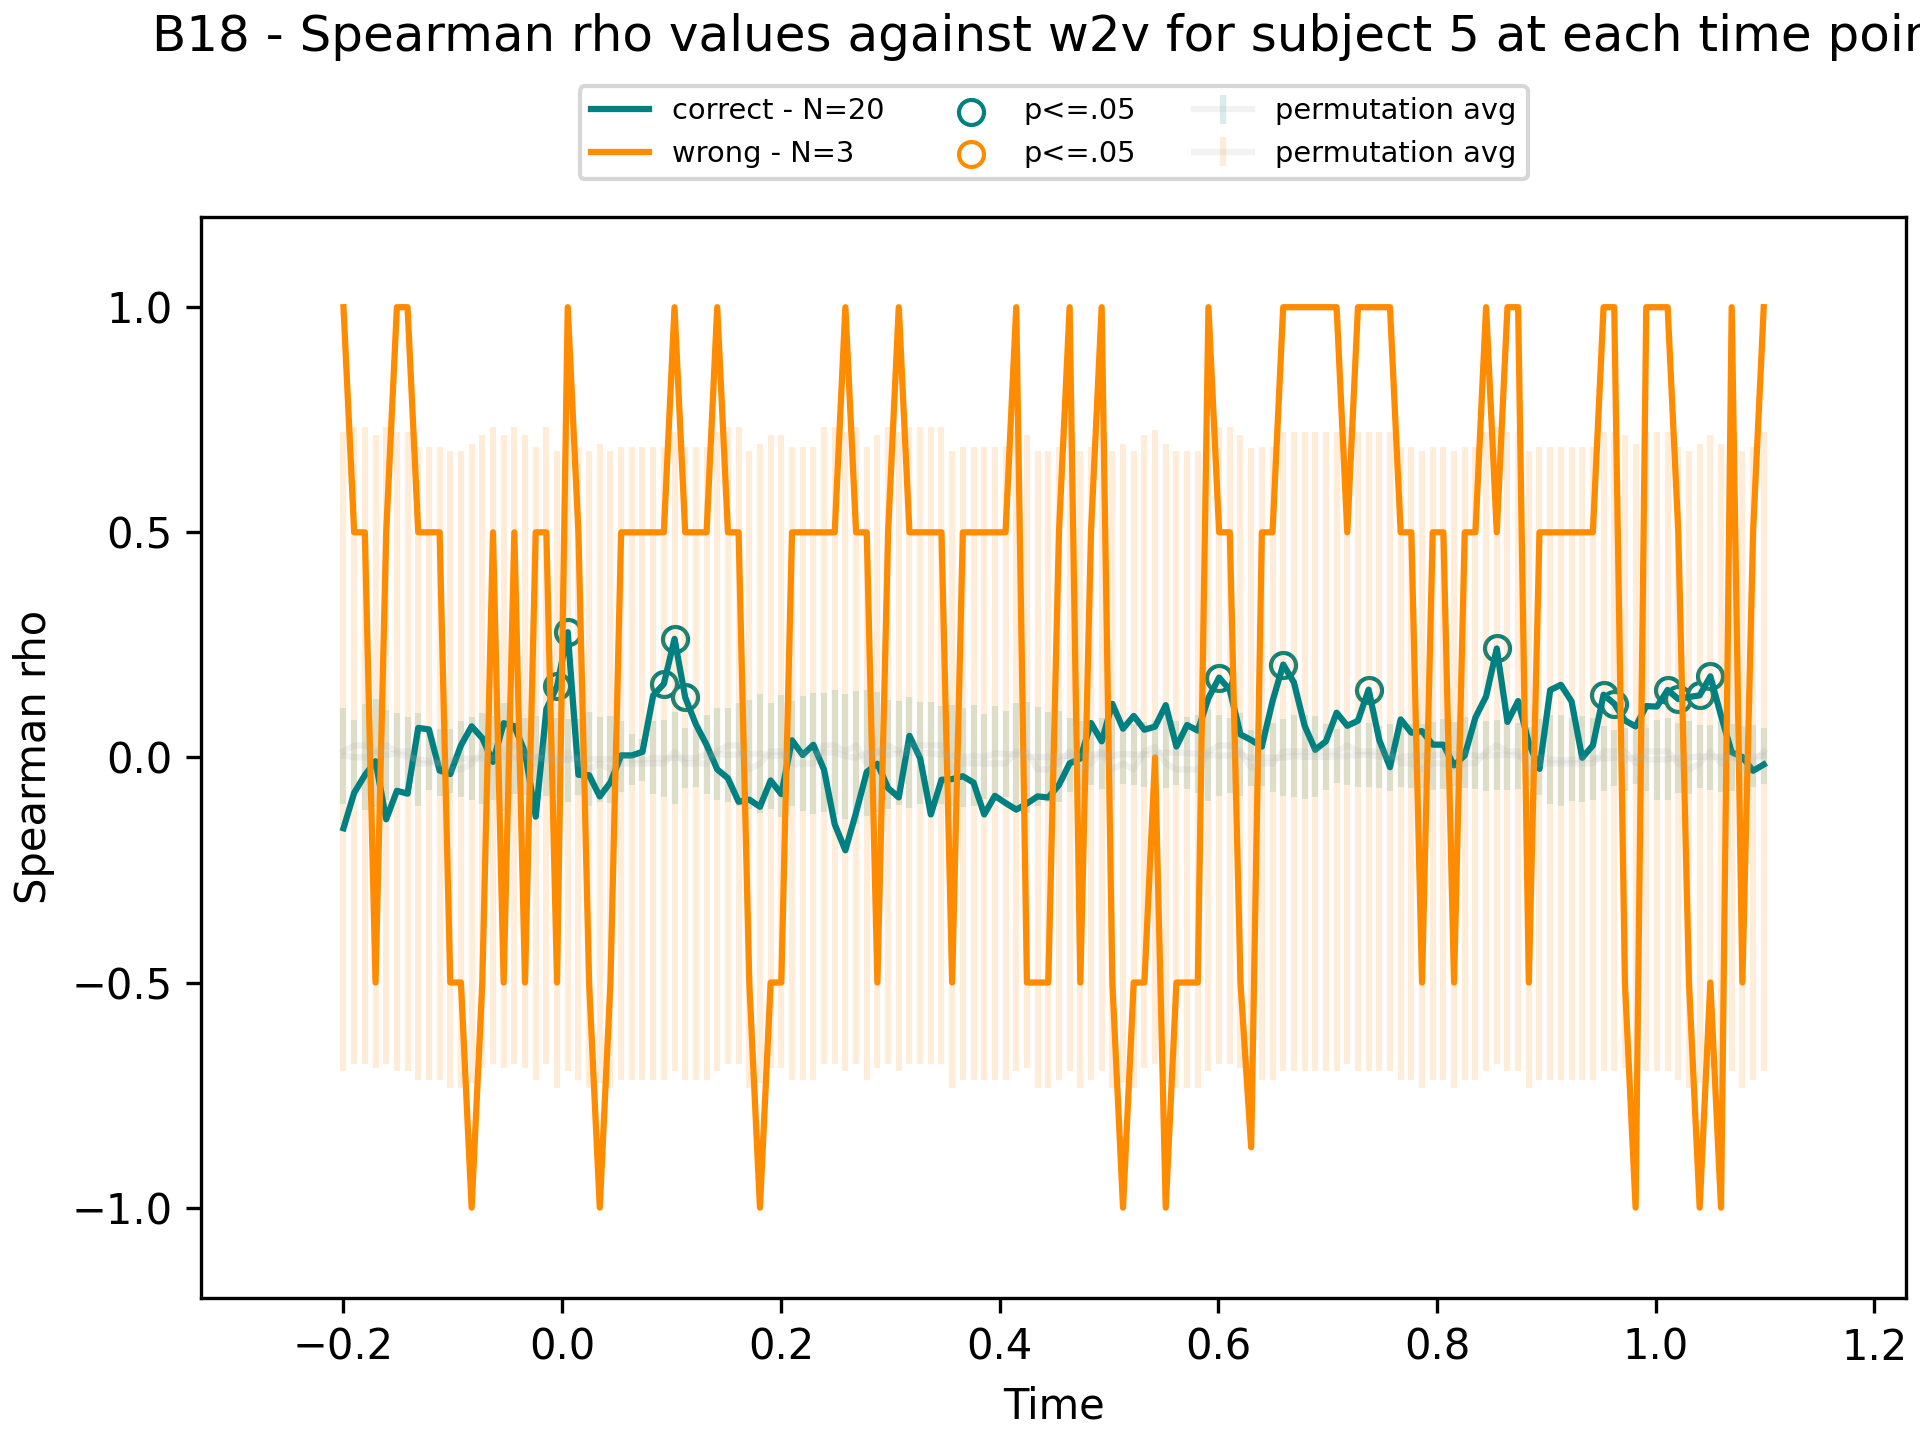 B18 - Spearman rho values against w2v for subject 5 at each time poin
correct - N=20 p<=.05 permutation avg
wrong - N=3 p<=.05 permutation avg
1.0
0.5
0.0
−0.5
−1.0
Spearman rho
−0.2 0.0 0.2 0.4 0.6 0.8 1.0 1.2
Time